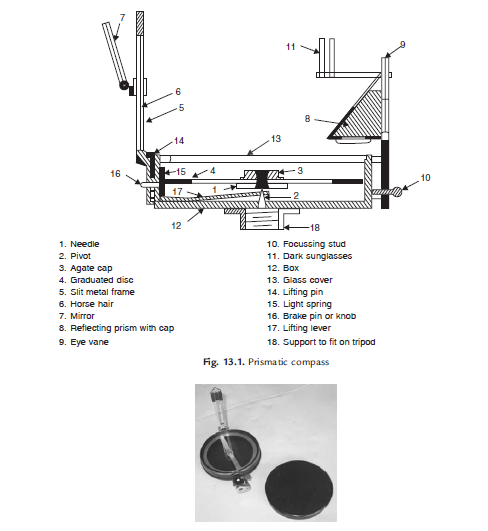 7
9
11
6
5
8
14
13
15
4
3
16
10
17
1
2
12
18
1. Needle
2. Pivot
3. Agate cap
4. Graduated disc
5. Slit metal frame
6. Horse hair
7. Mirror
8. Reflecting prism with cap
9. Eye vane
10. Focussing stud
11. Dark sunglasses
12. Box
13. Glass cover
14. Lifting pin
15. Light spring
16. Brake pin or knob
17. Lifting lever
18. Support to fit on tripod
Fig. 13.1. Prismatic compass